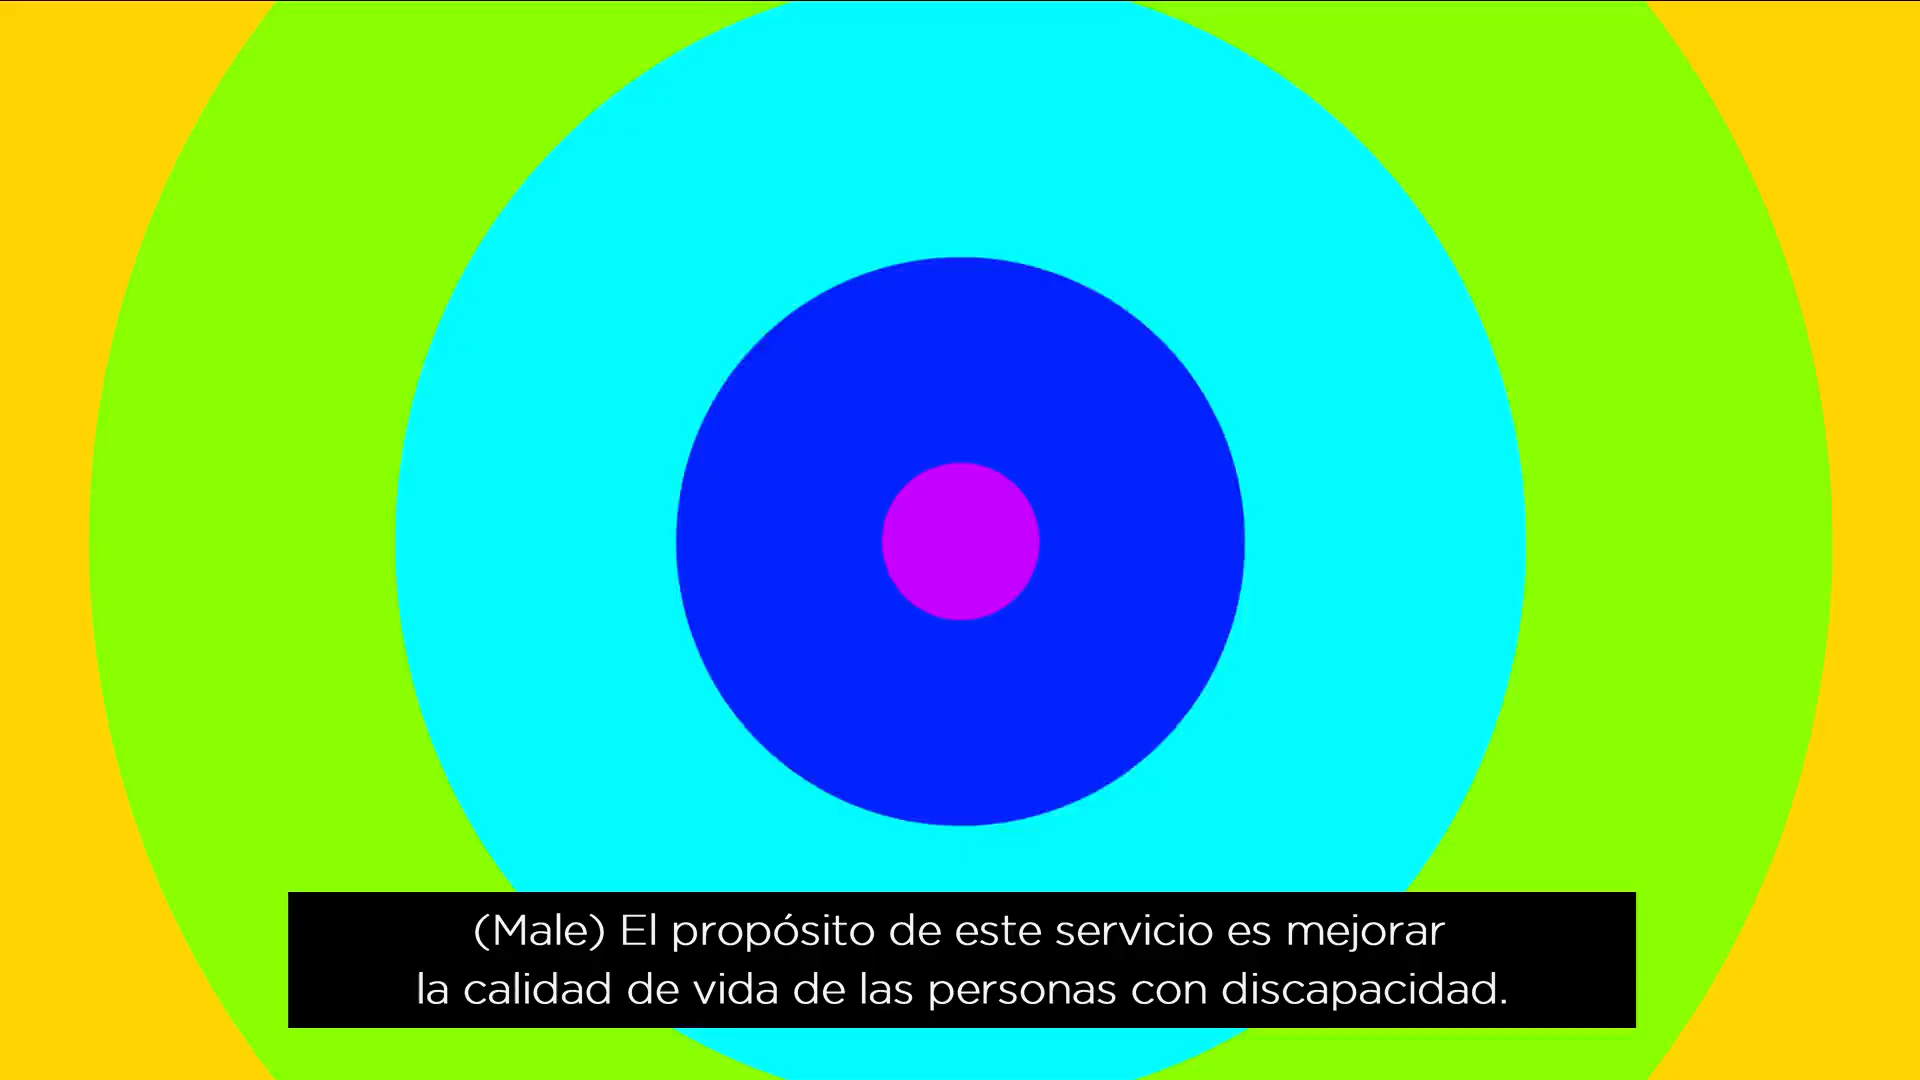 (Male) El propósito de este servicio es mejorar
la calidad de vida de las personas con discapacidad.